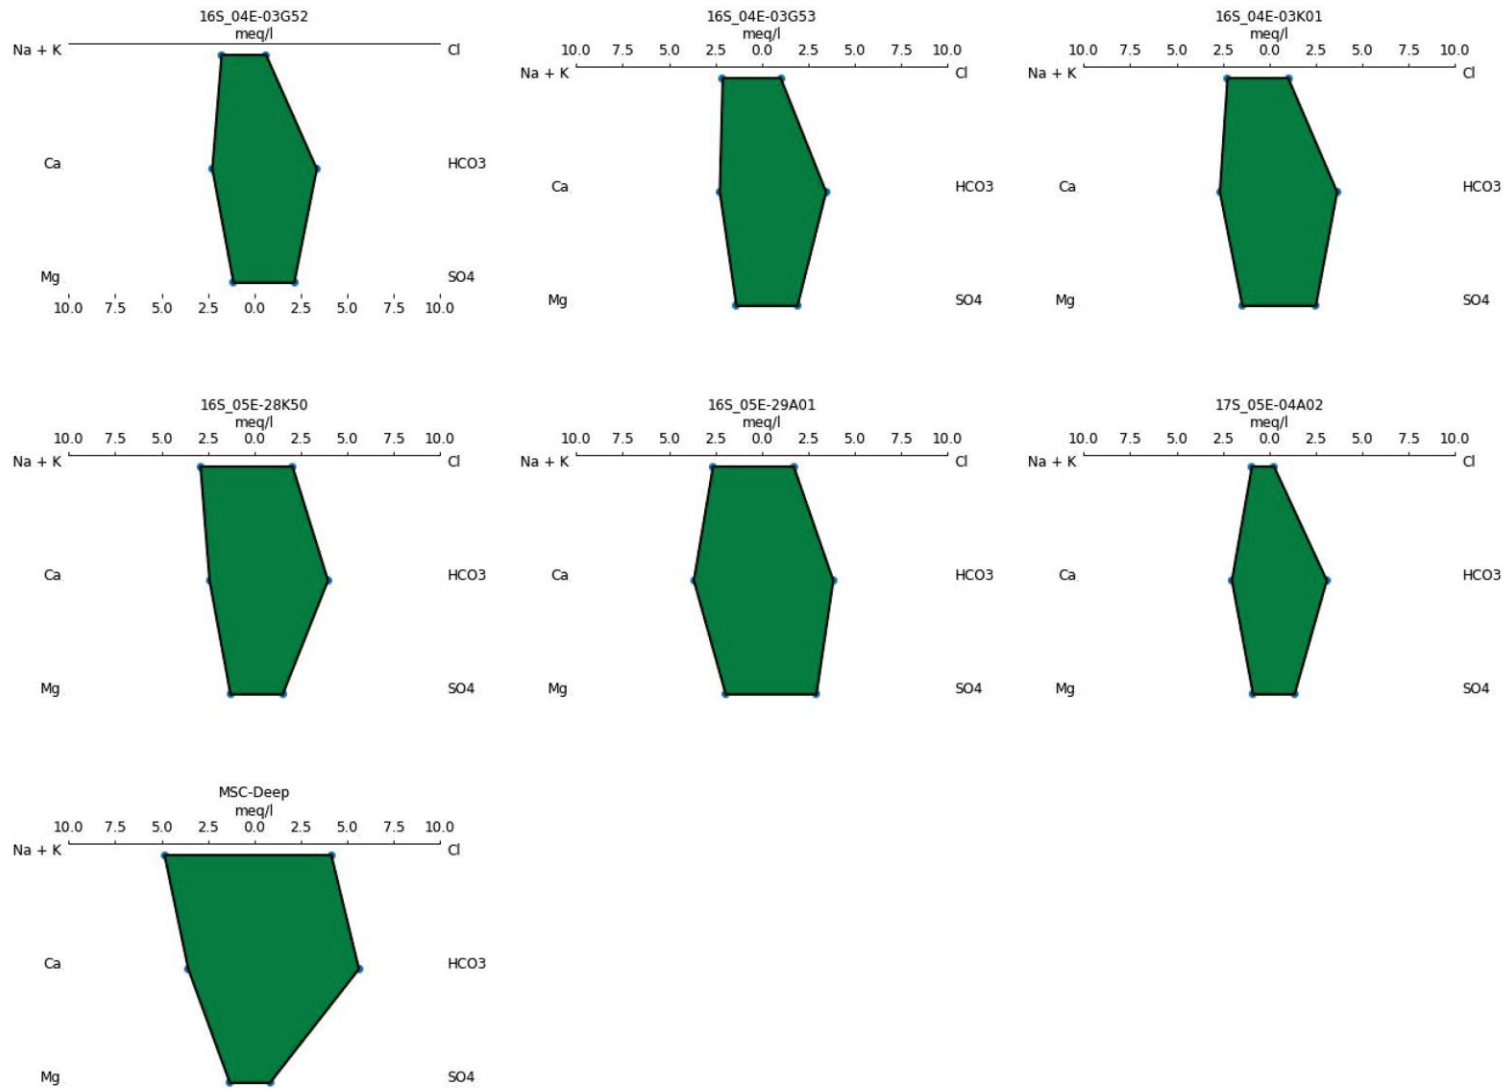 16S_04E-03G52
meq/l
Na + K Cl
Ca HCO3
Mg SO4
10.0 7.5 5.0 2.5 0.0 2.5 5.0 7.5 10.0
16S_04E-03G53
meq/l
10.0 7.5 5.0 2.5 0.0 2.5 5.0 7.5 10.0
Na + K Cl
Ca HCO3
Mg SO4
16S_04E-03K01
meq/l
10.0 7.5 5.0 2.5 0.0 2.5 5.0 7.5 10.0
Na + K Cl
Ca HCO3
Mg SO4
16S_05E-28K50
meq/l
10.0 7.5 5.0 2.5 0.0 2.5 5.0 7.5 10.0
Na + K Cl
Ca HCO3
Mg SO4
16S_05E-29A01
meq/l
10.0 7.5 5.0 2.5 0.0 2.5 5.0 7.5 10.0
Na + K Cl
Ca HCO3
Mg SO4
17S_05E-04A02
meq/l
10.0 7.5 5.0 2.5 0.0 2.5 5.0 7.5 10.0
Na + K Cl
Ca HCO3
Mg SO4
MSC-Deep
meq/l
10.0 7.5 5.0 2.5 0.0 2.5 5.0 7.5 10.0
Na + K Cl
Ca HCO3
Mg SO4